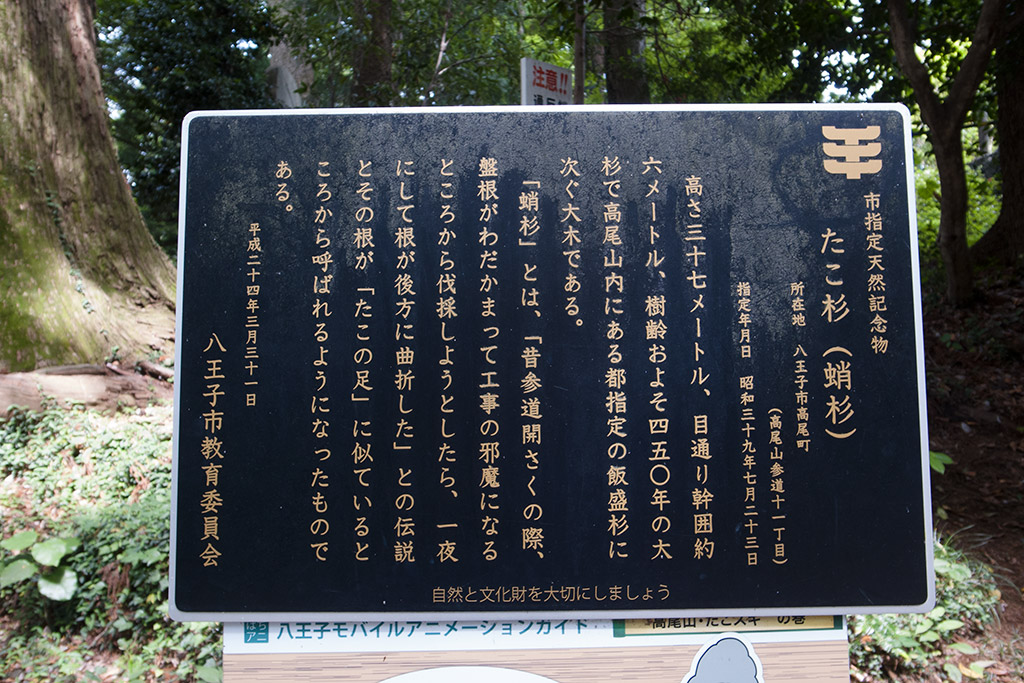 注意!!
市指定天然記念物
たこ杉(蛸杉)
所在地 八王子市高尾町
(高尾山参道十一丁目)
指定年月日 昭和三十九年七月二十三日
高さ三十七メートル、目通り幹囲約
六メートル、樹齢およそ四五〇年の太
杉で高尾山内にある都指定の飯盛杉に
次ぐ大木である。
「蛸杉」とは、「昔参道開さくの際、
盤根がわだかまって工事の邪魔になる
ところから伐採しようとしたら、一夜
にして根が後方に曲折した」との伝説
とその根が「たこの足」に似ていると
ころから呼ばれるようになったもので
ある。
平成二十四年三月三十一日
八王子市教育委員会
自然と文化財を大切にしましょう
八王子モバイルアニメーションガイド
高尾山・たこスギ の巻